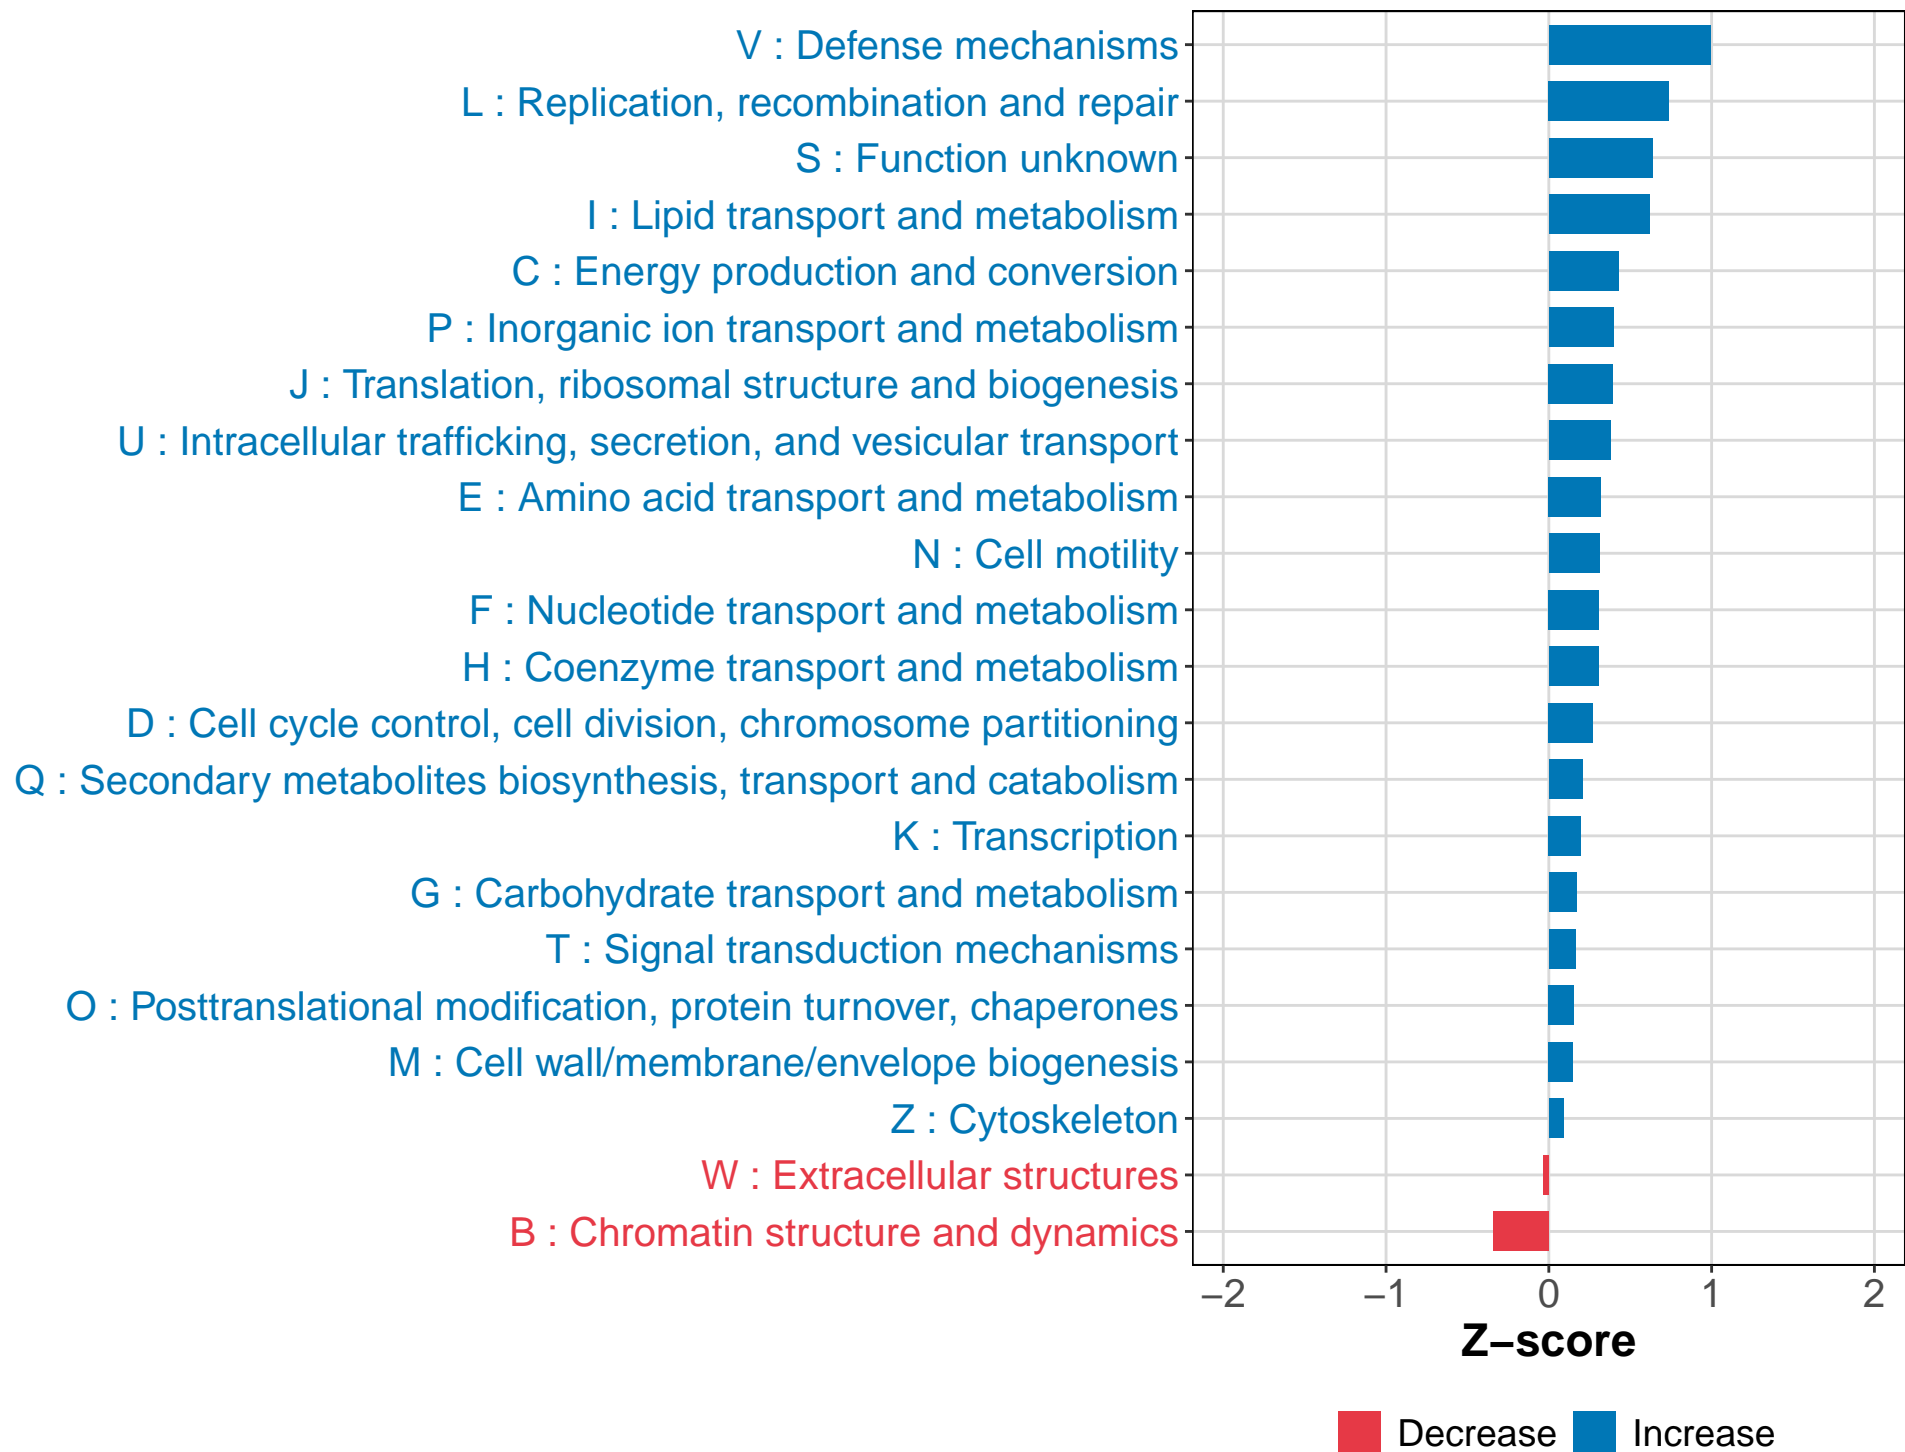 V : Defense mechanisms
L : Replication, recombination and repair
S : Function unknown
I : Lipid transport and metabolism
C : Energy production and conversion
P : Inorganic ion transport and metabolism
J : Translation, ribosomal structure and biogenesis
U : Intracellular trafficking, secretion, and vesicular transport
E : Amino acid transport and metabolism
N : Cell motility
F : Nucleotide transport and metabolism
H : Coenzyme transport and metabolism
D : Cell cycle control, cell division, chromosome partitioning
Q : Secondary metabolites biosynthesis, transport and catabolism
K : Transcription
G : Carbohydrate transport and metabolism
T : Signal transduction mechanisms
O : Posttranslational modification, protein turnover, chaperones
M : Cell wall/membrane/envelope biogenesis
Z : Cytoskeleton
W : Extracellular structures
B : Chromatin structure and dynamics
−2 −1 0 1 2
Z−score
Decrease Increase